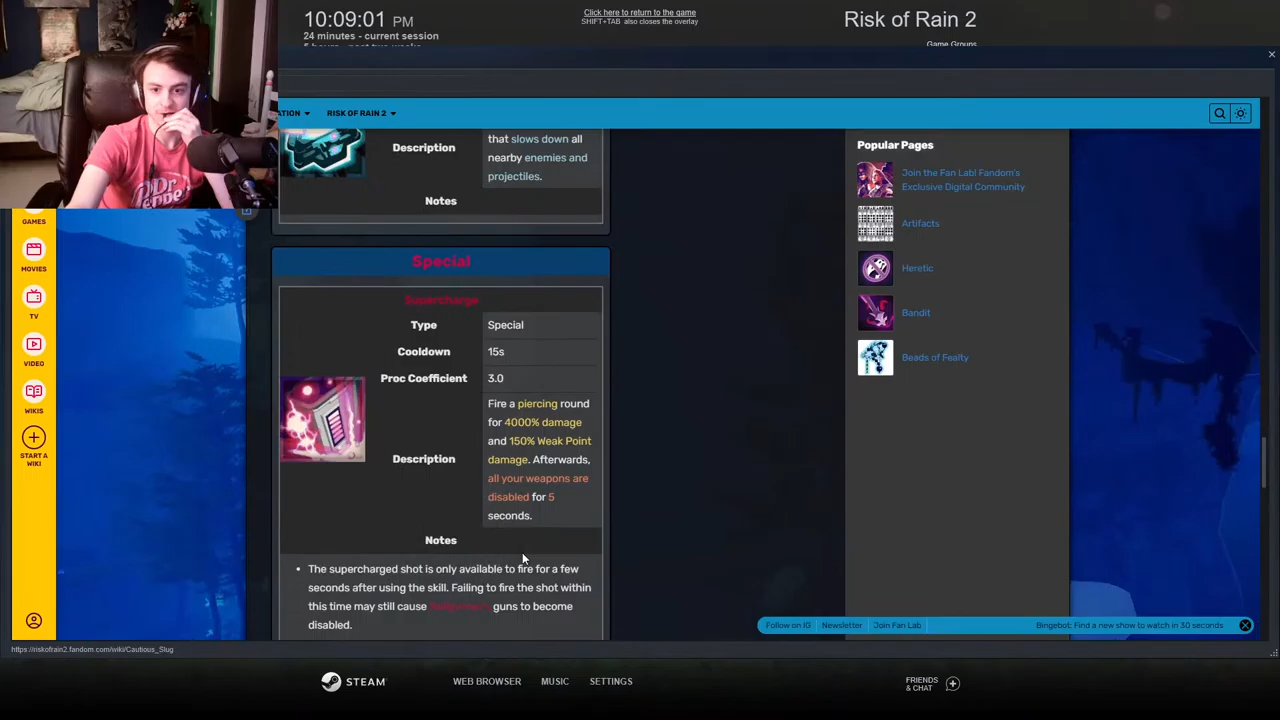 10:09:01 PM
24 minutes - current session
Click here to return to the game
SHIFT+TAB also closes the overlay
Risk of Rain 2
Game Groups
ATION
RISK OF RAIN 2
GAMES
MOVIES
TV
VIDEO
WIKIS
START A
WIKI
Description
that slows down all
nearby enemies and
projectiles.
Notes
Special
Supercharge
Type
Special
Cooldown
15s
Proc Coefficient
3.0
Description
Fire a piercing round
for 4000% damage
and 150% Weak Point
damage. Afterwards,
all your weapons are
disabled for 5
seconds.
Notes
• The supercharged shot is only available to fire for a few
seconds after using the skill. Failing to fire the shot within
this time may still cause guns to become
disabled.
Popular Pages
Join the Fan Lab! Fandom's
Exclusive Digital Community
Artifacts
Heretic
Bandit
Beads of Fealty
Follow on IG
Newsletter
Join Fan Lab
Bingebot: Find a new show to watch in 30 seconds
https://riskofrain2.fandom.com/wiki/Cautious_Slug
STEAM
WEB BROWSER
MUSIC
SETTINGS
FRIENDS
& CHAT
Dr
Pepper